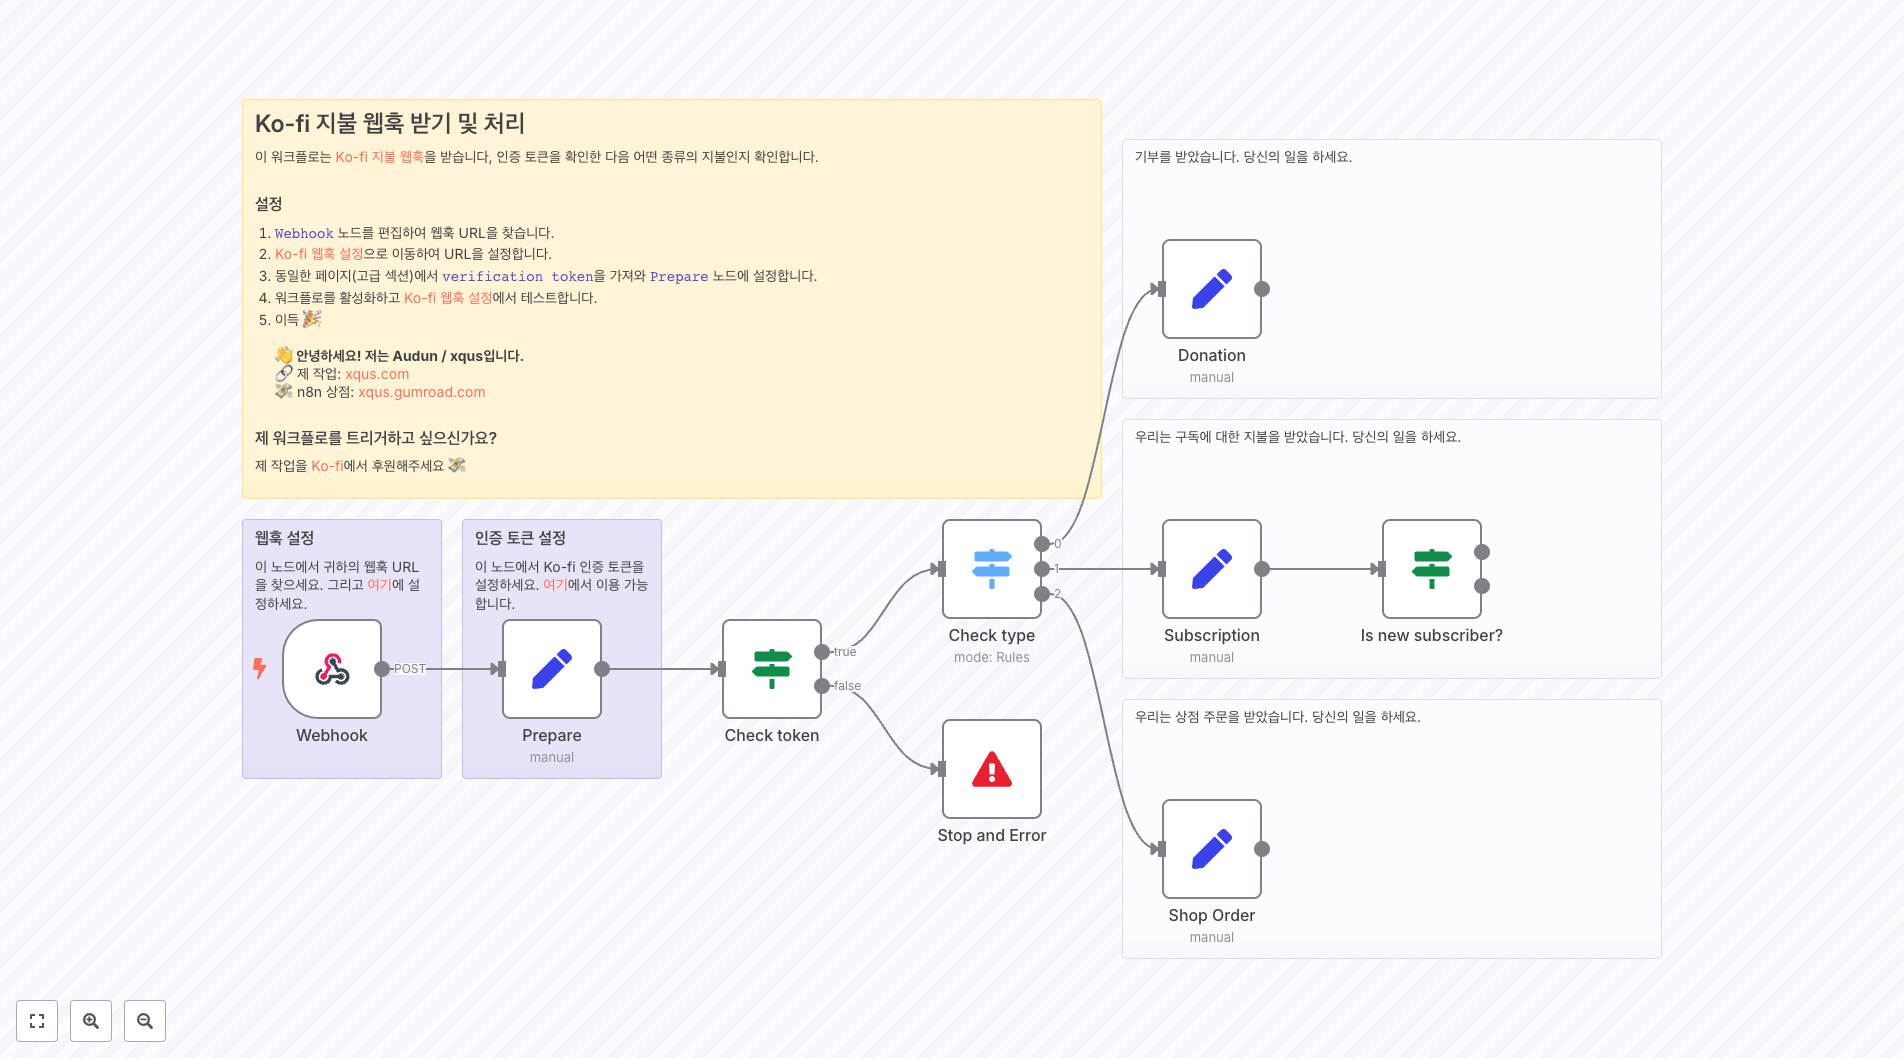 Ko-fi 지불 웹훅 받기 및 처리
이 워크플로는 Ko-fi 지불 웹훅을 받습니다, 인증 토큰을 확인한 다음 어떤 종류의 지불인지 확인합니다.
설정
1. Webhook 노드를 편집하여 웹훅 URL을 찾습니다.
2. Ko-fi 웹훅 설정으로 이동하여 URL을 설정합니다.
3. 동일한 페이지(고급 섹션)에서 verification token을 가져와 Prepare 노드에 설정합니다.
4. 워크플로를 활성화하고 Ko-fi 웹훅 설정에서 테스트합니다.
5. 이득 🎉
👋 안녕하세요! 저는 Audun / xqus입니다.
🔗 제 작업: xqus.com
💸 n8n 상점: xqus.gumroad.com
제 워크플로를 트리거하고 싶으신가요?
제 작업을 Ko-fi에서 후원해주세요 💸
웹훅 설정
이 노드에서 귀하의 웹훅 URL
을 찾으세요. 그리고 여기에 설
정하세요.
POST
Webhook
인증 토큰 설정
이 노드에서 Ko-fi 인증 토큰을
설정하세요. 여기에서 이용 가능
합니다.
Prepare
manual
Check token
true
false
Check type
mode: Rules
0
1
2
Stop and Error
기부를 받았습니다. 당신의 일을 하세요.
Donation
manual
우리는 구독에 대한 지불을 받았습니다. 당신의 일을 하세요.
Subscription
manual
Is new subscriber?
우리는 상점 주문을 받았습니다. 당신의 일을 하세요.
Shop Order
manual